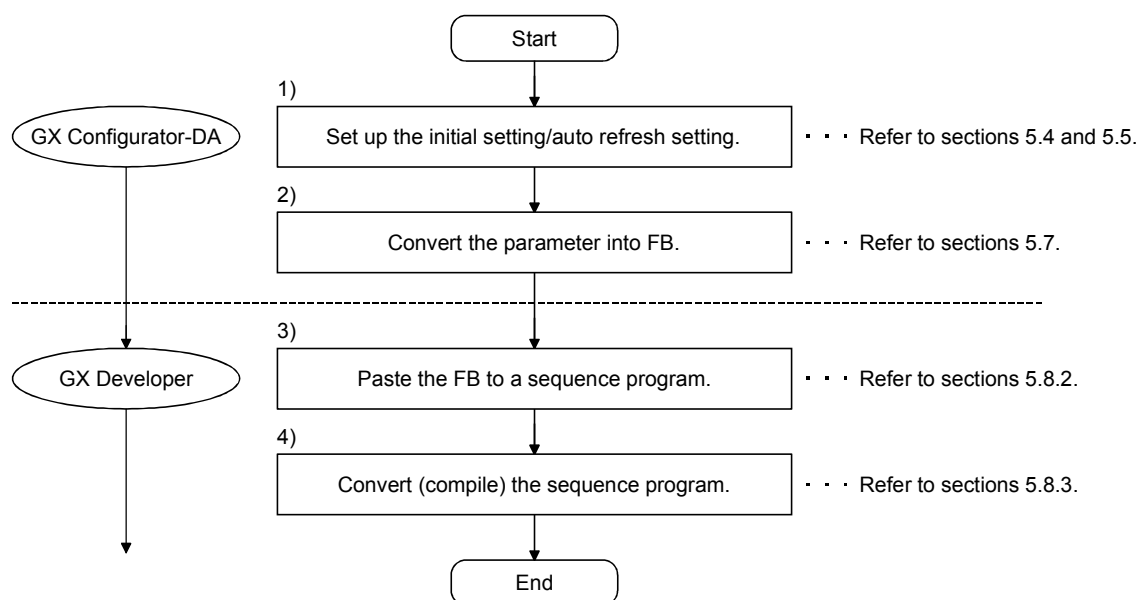 Start
1)
GX Configurator-DA
Set up the initial setting/auto refresh setting.
· · · Refer to sections 5.4 and 5.5.
2)
Convert the parameter into FB.
· · · Refer to sections 5.7.
3)
GX Developer
Paste the FB to a sequence program.
· · · Refer to sections 5.8.2.
4)
Convert (compile) the sequence program.
· · · Refer to sections 5.8.3.
End